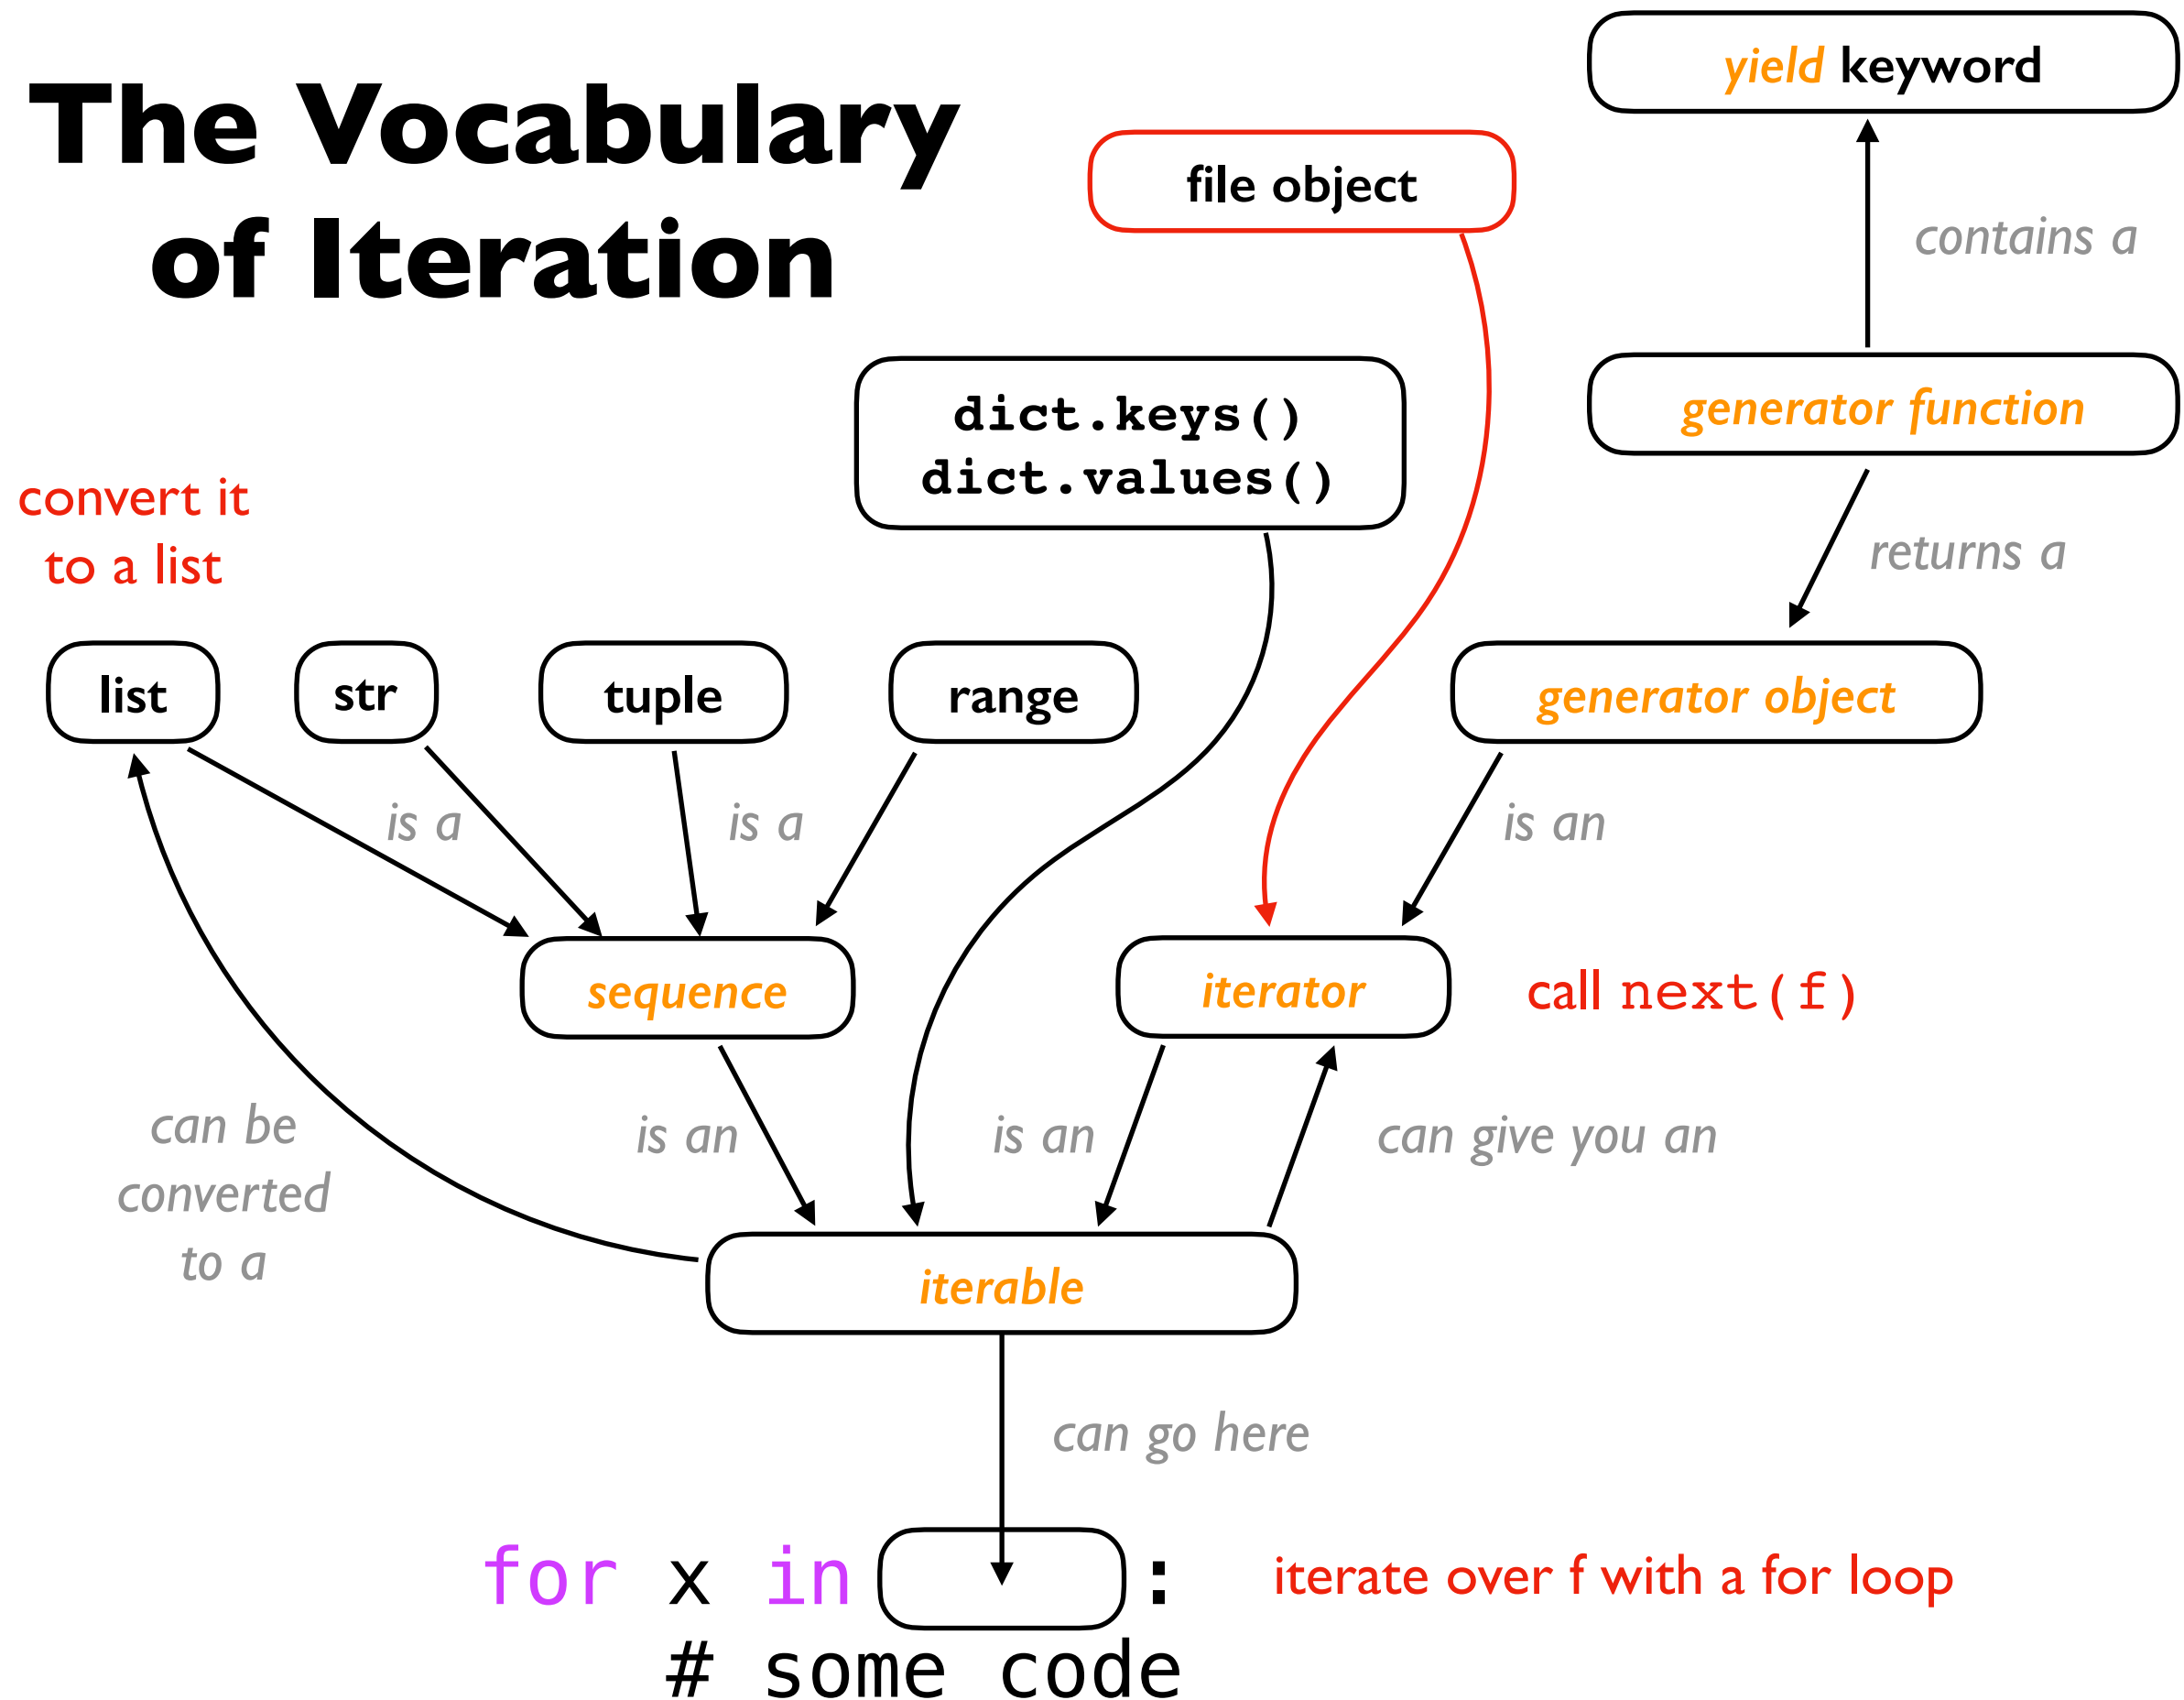 The Vocabulary
of Iteration
yield keyword
file object
contains a
dict.keys()
dict.values()
generator function
convert it
to a list
returns a
list
str
tuple
range
generator object
is a
is a
is an
sequence
iterator
call next(f)
can be
converted
to a
is an
is an
can give you an
iterable
can go here
for x in :
# some code
iterate over f with a for loop